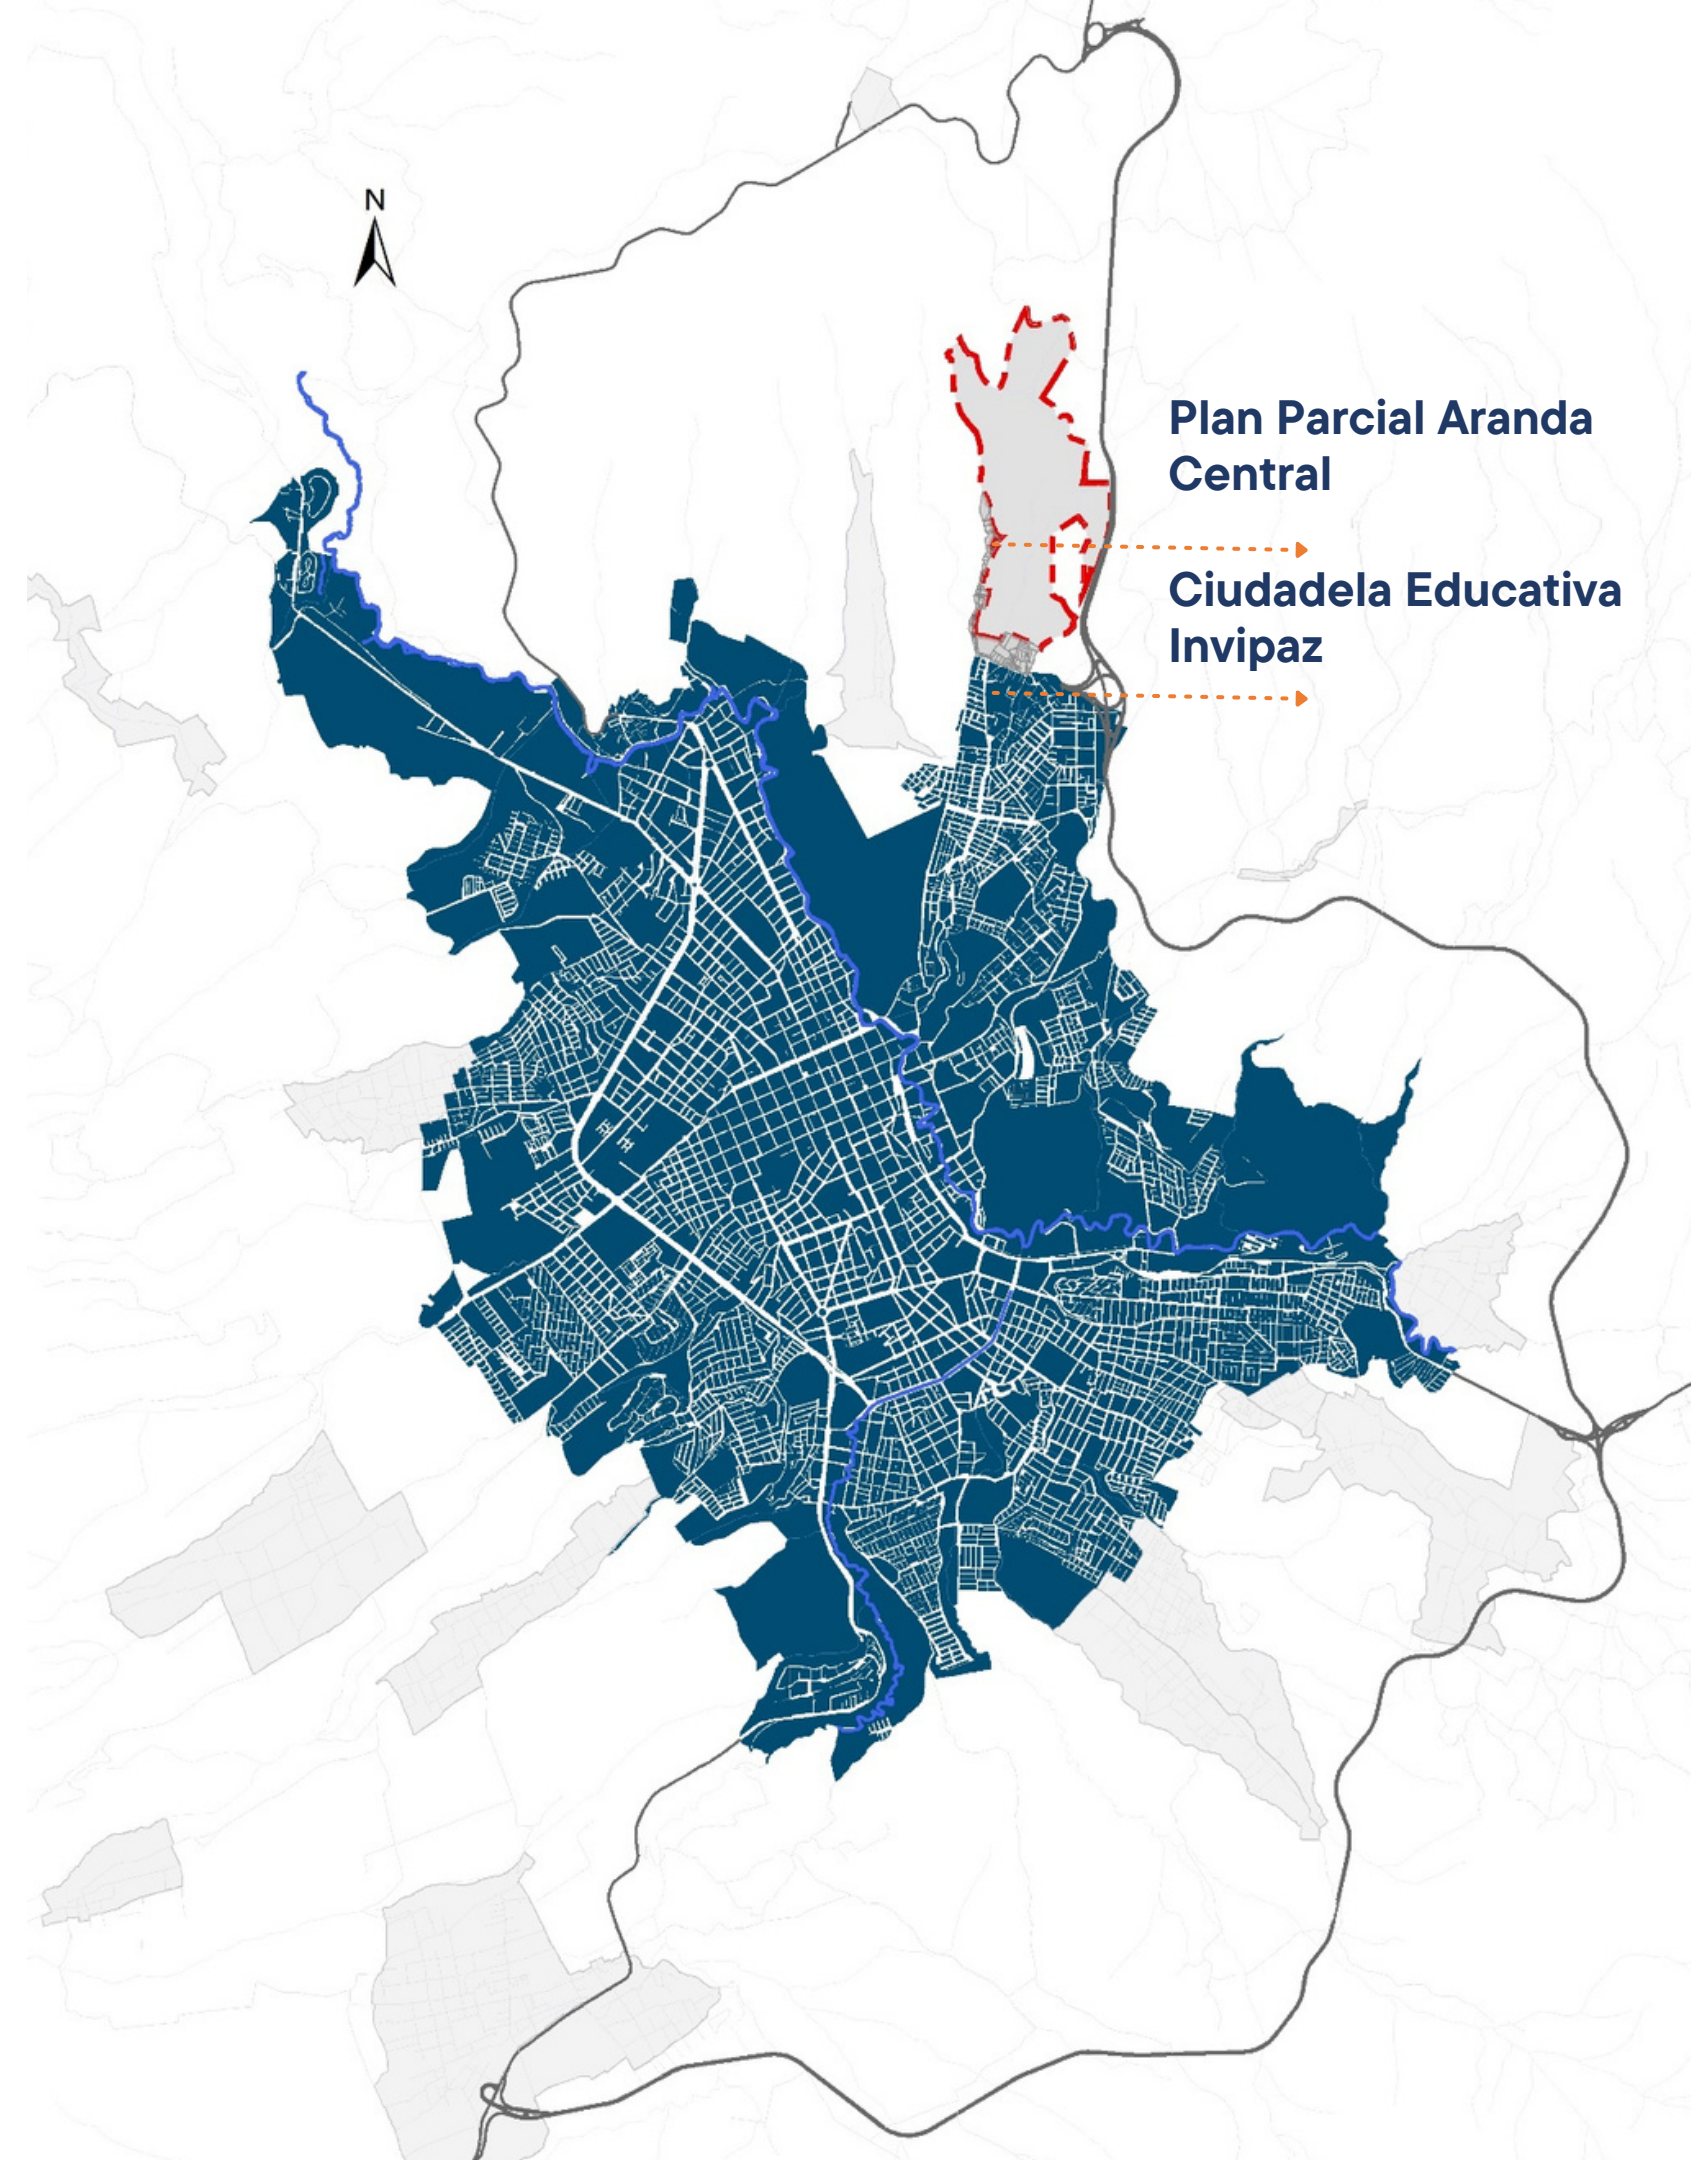 N
Plan Parcial Aranda
Central
Ciudadela Educativa
Invipaz